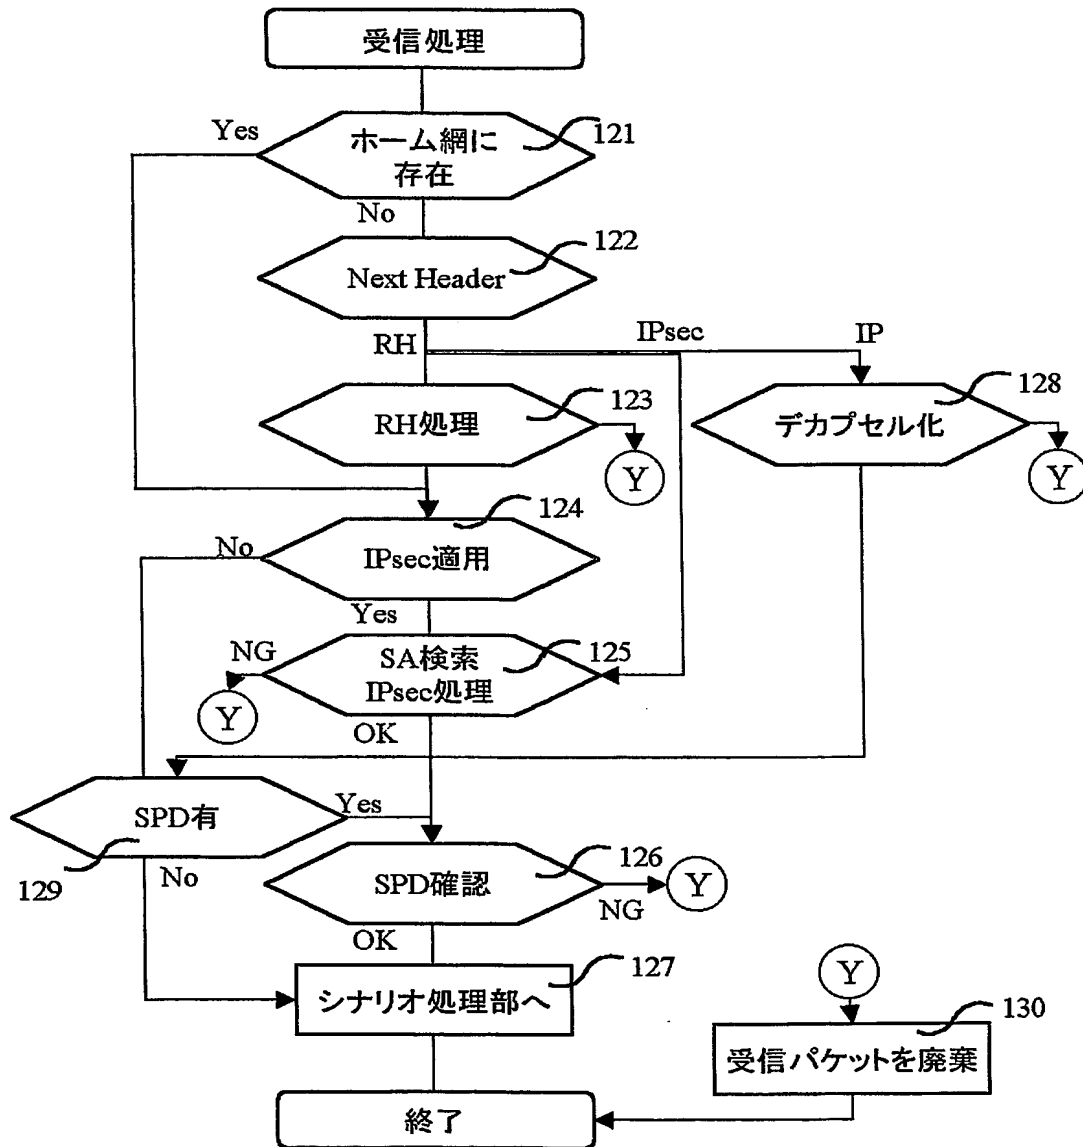 受信処理
Yes
ホーム網に
存在
121
No
Next Header
122
RH
IPsec
IP
RH処理
123
Y
デカプセル化
128
Y
124
No
IPsec適用
Yes
NG
SA検索
IPsec処理
125
Y
OK
SPD有
Yes
129
No
SPD確認
126
Y
NG
OK
シナリオ処理部へ
127
Y
130
受信パケットを廃棄
終了